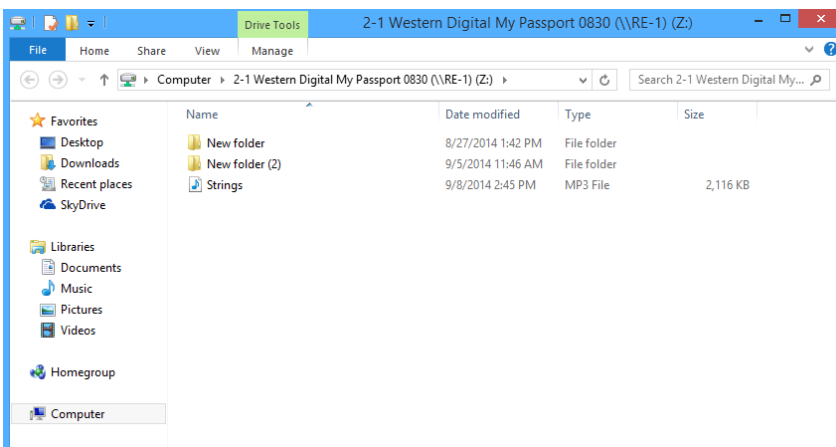 Drive Tools 2-1 Western Digital My Passport 0830 (\\RE-1) (Z:)
File Home Share View Manage
Computer 2-1 Western Digital My Passport 0830 (\\RE-1) (Z:) Search 2-1 Western Digital My...
Favorites Name Date modified Type Size
Desktop New folder 8/27/2014 1:42 PM File folder
Downloads New folder (2) 9/5/2014 11:46 AM File folder
Recent places Strings 9/8/2014 2:45 PM MP3 File 2,116 KB
SkyDrive
Libraries
Documents
Music
Pictures
Videos
Homegroup
Computer